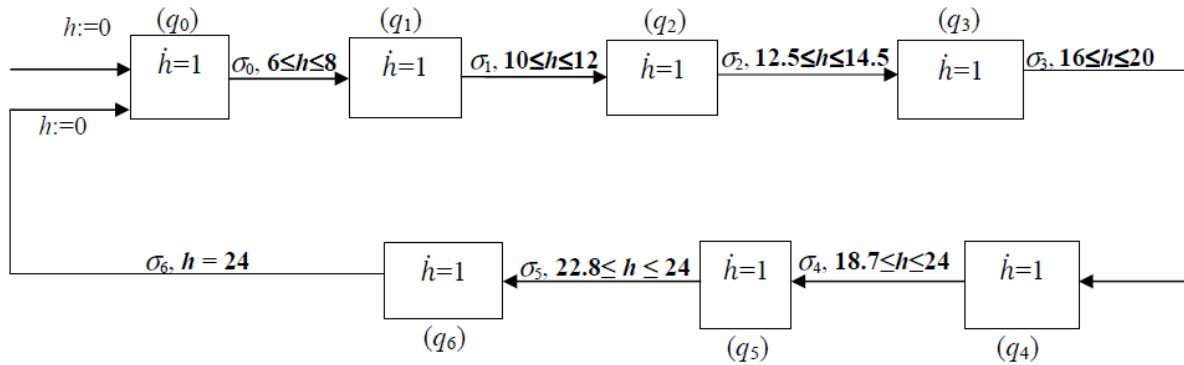 h:=0
(q0)
(q1)
(q2)
(q3)
ḣ=1
σ0, 6≤h≤8
ḣ=1
σ1, 10≤h≤12
ḣ=1
σ2, 12.5≤h≤14.5
ḣ=1
σ3, 16≤h≤20
h:=0
σ6, h = 24
ḣ=1
σ5, 22.8≤ h ≤ 24
ḣ=1
σ4, 18.7≤h≤24
ḣ=1
(q6)
(q5)
(q4)